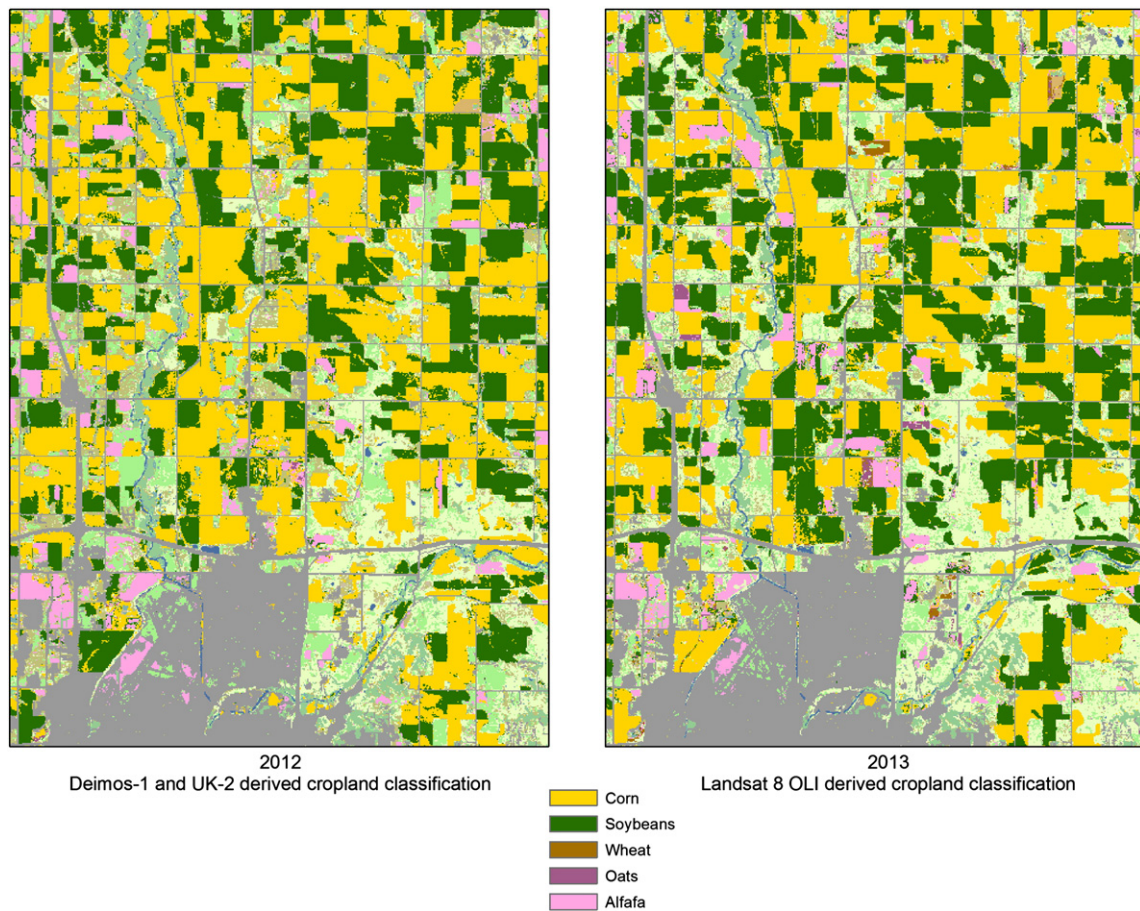 2012
Deimos-1 and UK-2 derived cropland classification
2013
Landsat 8 OLI derived cropland classification
Corn
Soybeans
Wheat
Oats
Alfafa